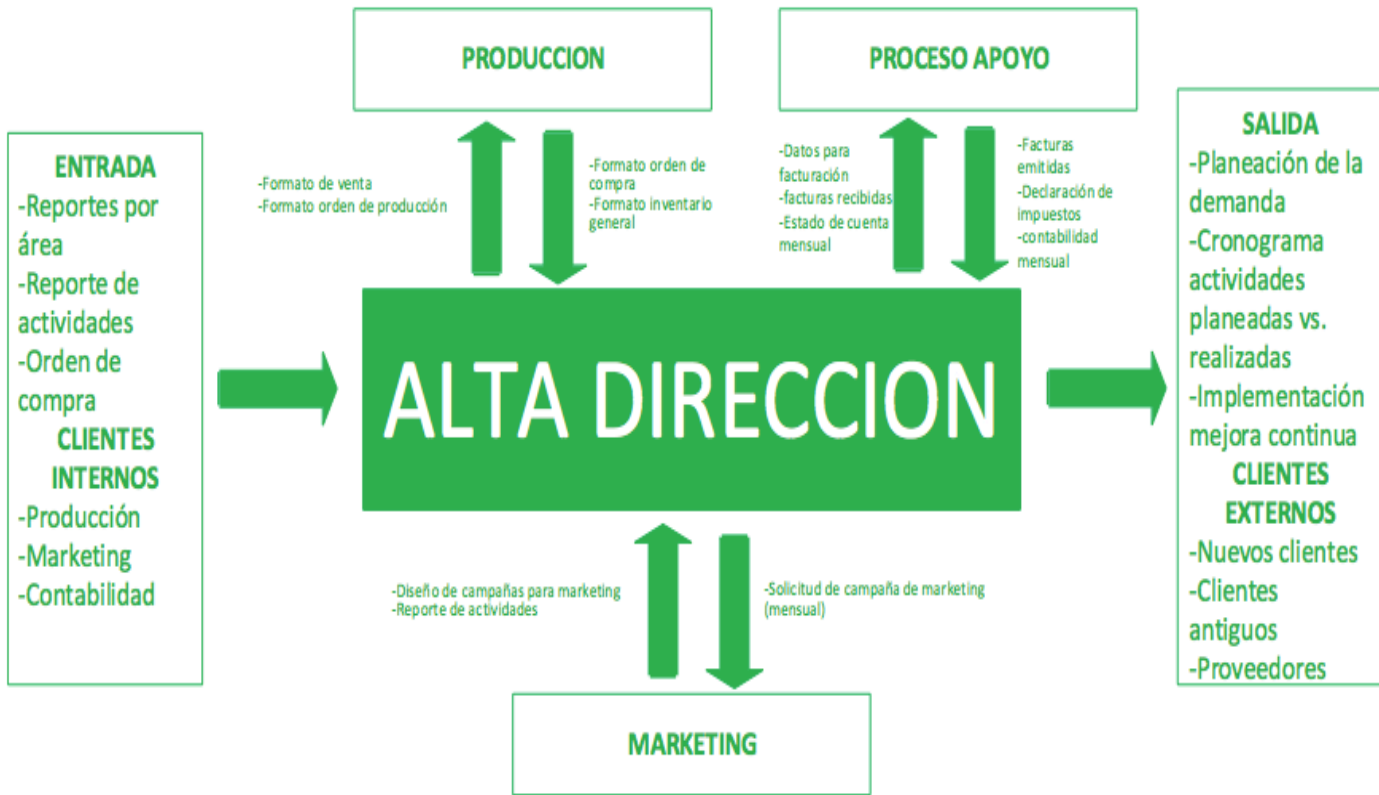 PRODUCCION
PROCESO APOYO
ENTRADA
-Reportes por
área
-Reporte de
actividades
-Orden de
compra
CLIENTES
INTERNOS
-Producción
-Marketing
-Contabilidad
-Formato de venta
-Formato orden de producción
-Formato orden de
compra
-Formato inventario
general
-Datos para
facturación
-facturas recibidas
-Estado de cuenta
mensual
-Facturas
emitidas
-Declaración de
impuestos
-contabilidad
mensual
ALTA DIRECCION
-Diseño de campañas para marketing
-Reporte de actividades
-Solicitud de campaña de marketing
(mensual)
MARKETING
SALIDA
-Planeación de la
demanda
-Cronograma
actividades
planeadas vs.
realizadas
-Implementación
mejora continua
CLIENTES
EXTERNOS
-Nuevos clientes
-Clientes
antiguos
-Proveedores